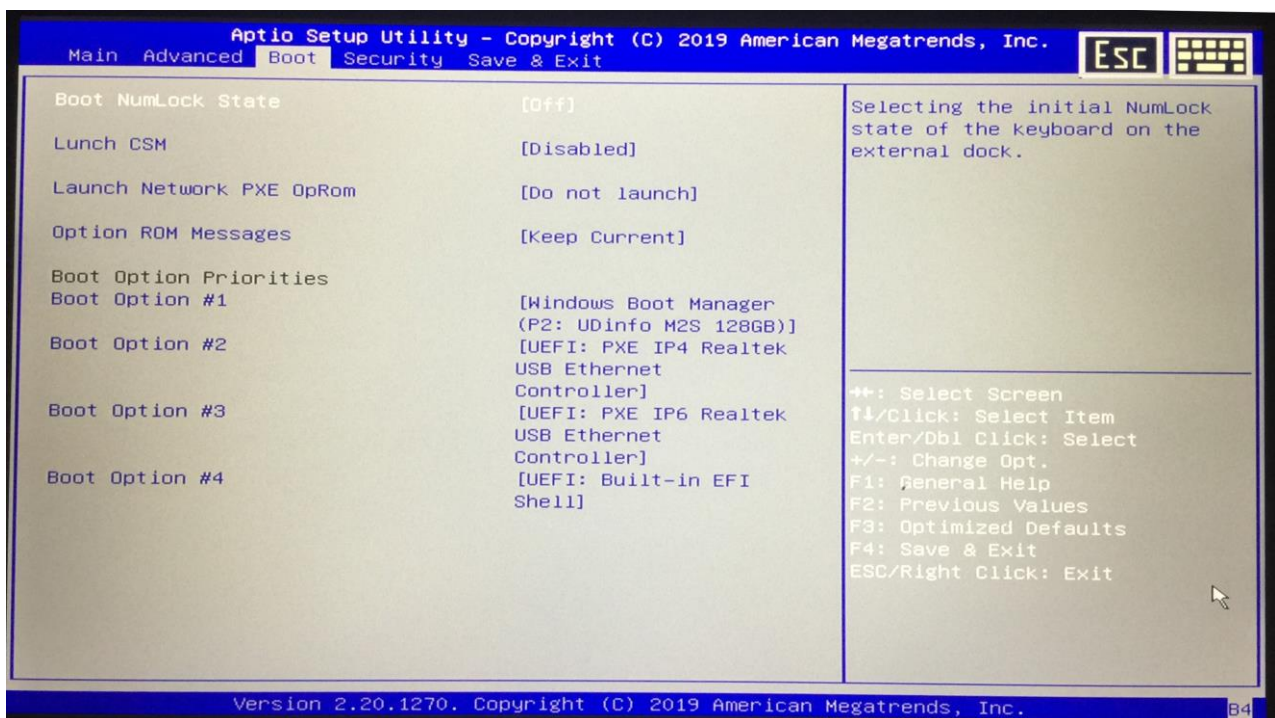 Aptio Setup Utility – Copyright (C) 2019 American Megatrends, Inc.
Main Advanced Boot Security Save & Exit
Esc
Boot NumLock State [Off]
Lunch CSM [Disabled]
Launch Network PXE OpRom [Do not launch]
Option ROM Messages [Keep Current]
Boot Option Priorities
Boot Option #1 [Windows Boot Manager
(P2: UDinfo M2S 128GB)]
Boot Option #2 [UEFI: PXE IP4 Realtek
USB Ethernet
Controller]
Boot Option #3 [UEFI: PXE IP6 Realtek
USB Ethernet
Controller]
Boot Option #4 [UEFI: Built-in EFI
Shell]
Selecting the initial NumLock
state of the keyboard on the
external dock.
→←: Select Screen
↑↓/Click: Select Item
Enter/Dbl Click: Select
+/-: Change Opt.
F1: General Help
F2: Previous Values
F3: Optimized Defaults
F4: Save & Exit
ESC/Right Click: Exit
Version 2.20.1270. Copyright (C) 2019 American Megatrends, Inc.
B4